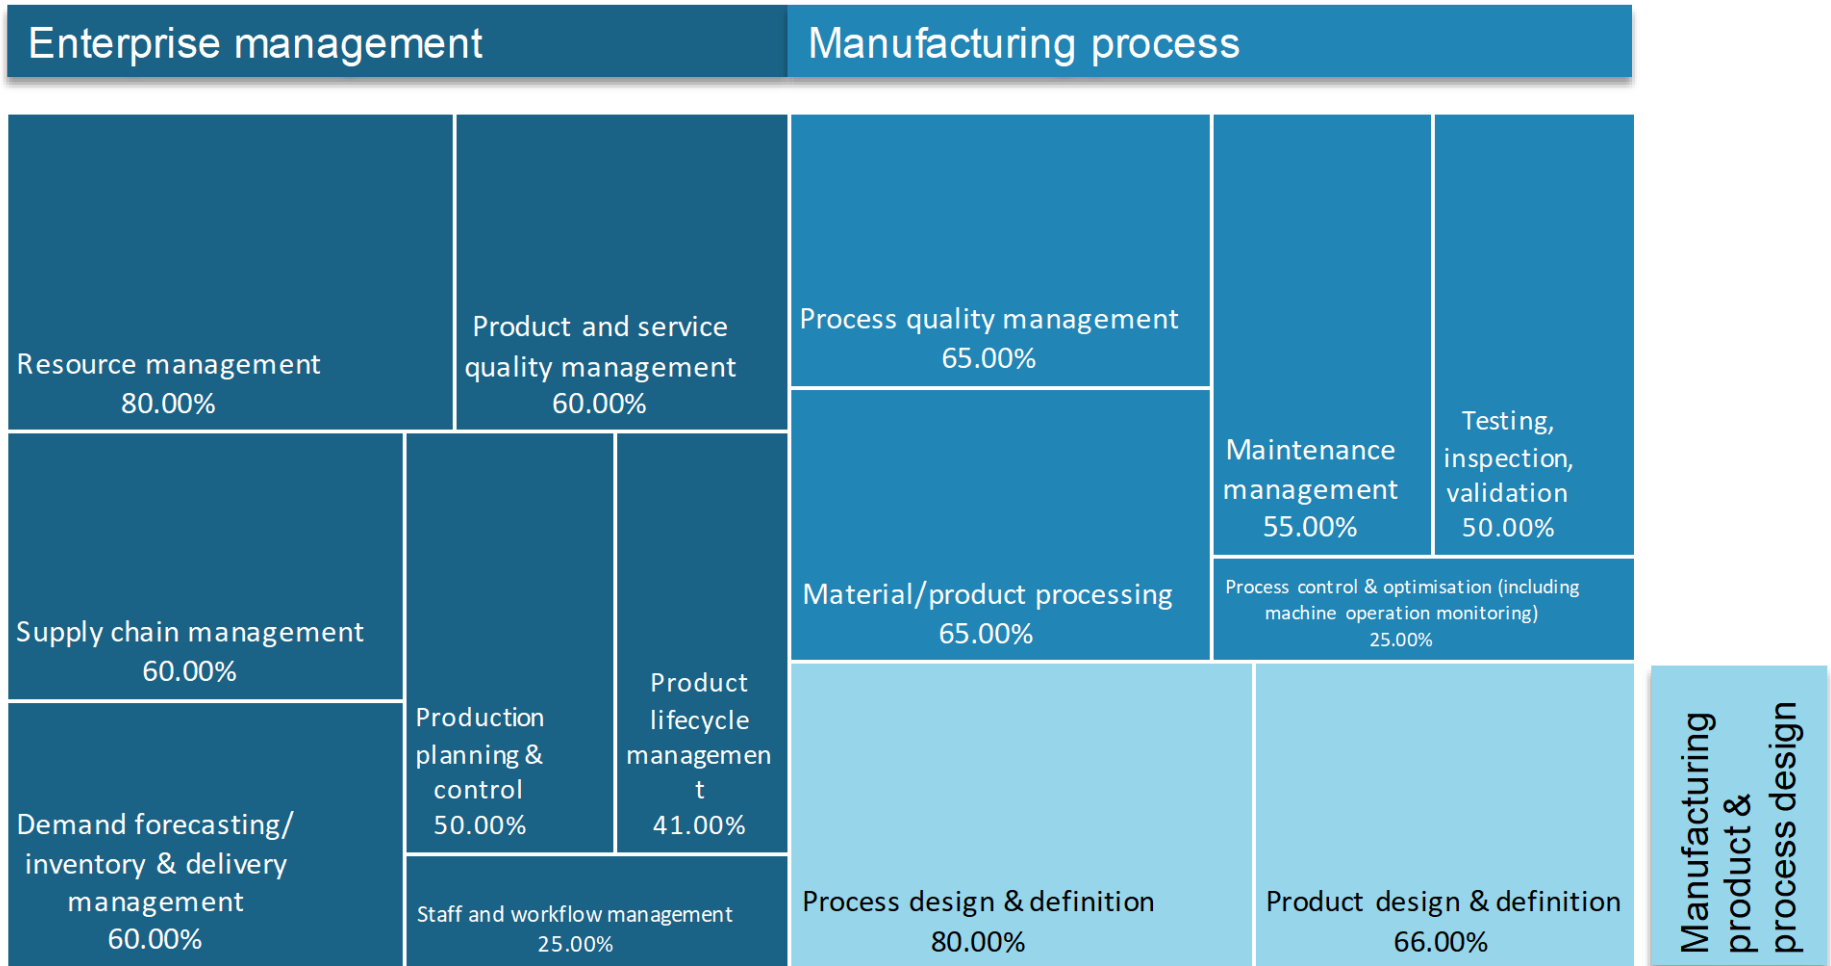 Enterprise management
Manufacturing process
Resource management
80.00%
Product and service
quality management
60.00%
Supply chain management
60.00%
Demand forecasting/
inventory & delivery
management
60.00%
Production
planning &
control
50.00%
Product
lifecycle
managemen
t
41.00%
Staff and workflow management
25.00%
Process quality management
65.00%
Material/product processing
65.00%
Maintenance
management
55.00%
Testing,
inspection,
validation
50.00%
Process control & optimisation (including
machine operation monitoring)
25.00%
Process design & definition
80.00%
Product design & definition
66.00%
Manufacturing
product &
process design